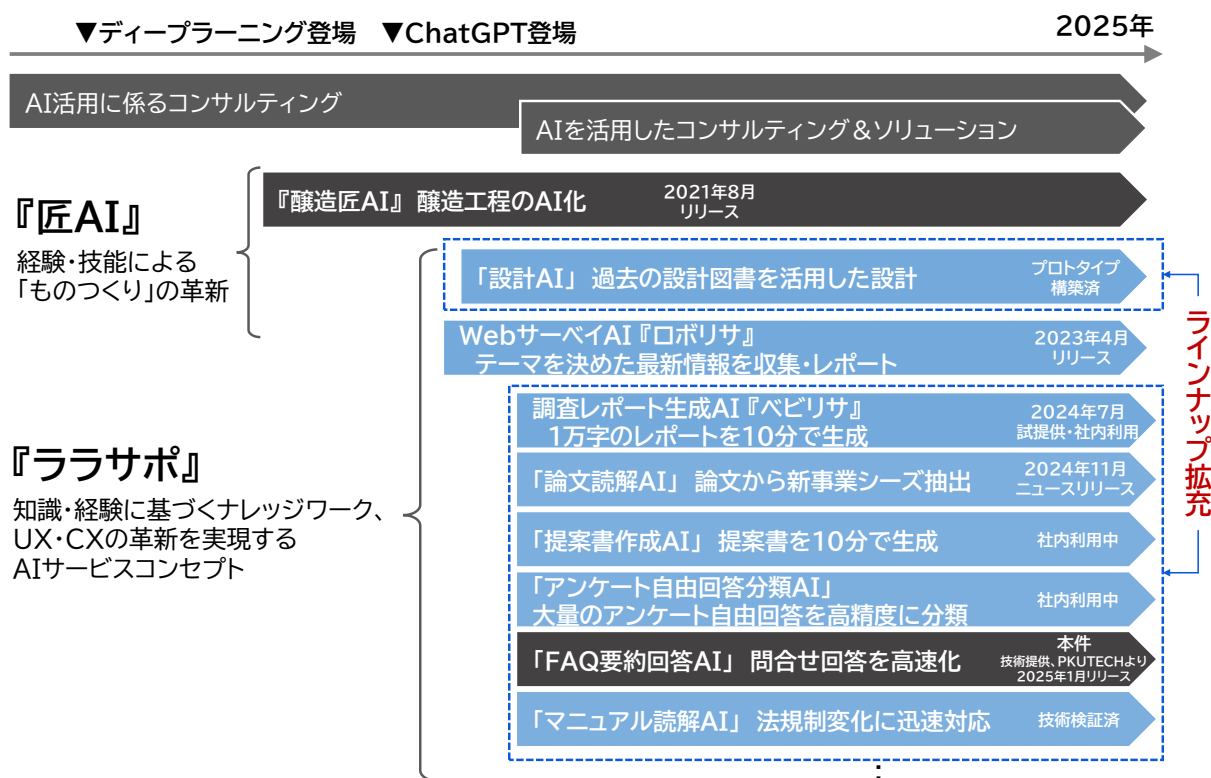 ▼ディープラーニング登場 ▼ChatGPT登場
2025年
AI活用に係るコンサルティング
AIを活用したコンサルティング&ソリューション
『匠AI』
経験・技能による
「ものつくり」の革新
『醸造匠AI』 醸造工程のAI化
2021年8月
リリース
「設計AI」 過去の設計図書を活用した設計
プロトタイプ
構築済
WebサーベイAI『ロボリサ』
テーマを決めた最新情報を収集・レポート
2023年4月
リリース
『ララサポ』
知識・経験に基づくナレッジワーク、
UX・CXの革新を実現する
AIサービスコンセプト
調査レポート生成AI『ベビリサ』
1万字のレポートを10分で生成
2024年7月
試提供・社内利用
「論文読解AI」 論文から新事業シーズ抽出
2024年11月
ニュースリリース
「提案書作成AI」 提案書を10分で生成
社内利用中
「アンケート自由回答分類AI」
大量のアンケート自由回答を高精度に分類
社内利用中
「FAQ要約回答AI」 問合せ回答を高速化
本件
技術提供、PKUTECHより
2025年1月リリース
「マニュアル読解AI」 法規制変化に迅速対応
技術検証済
ラインナップ拡充